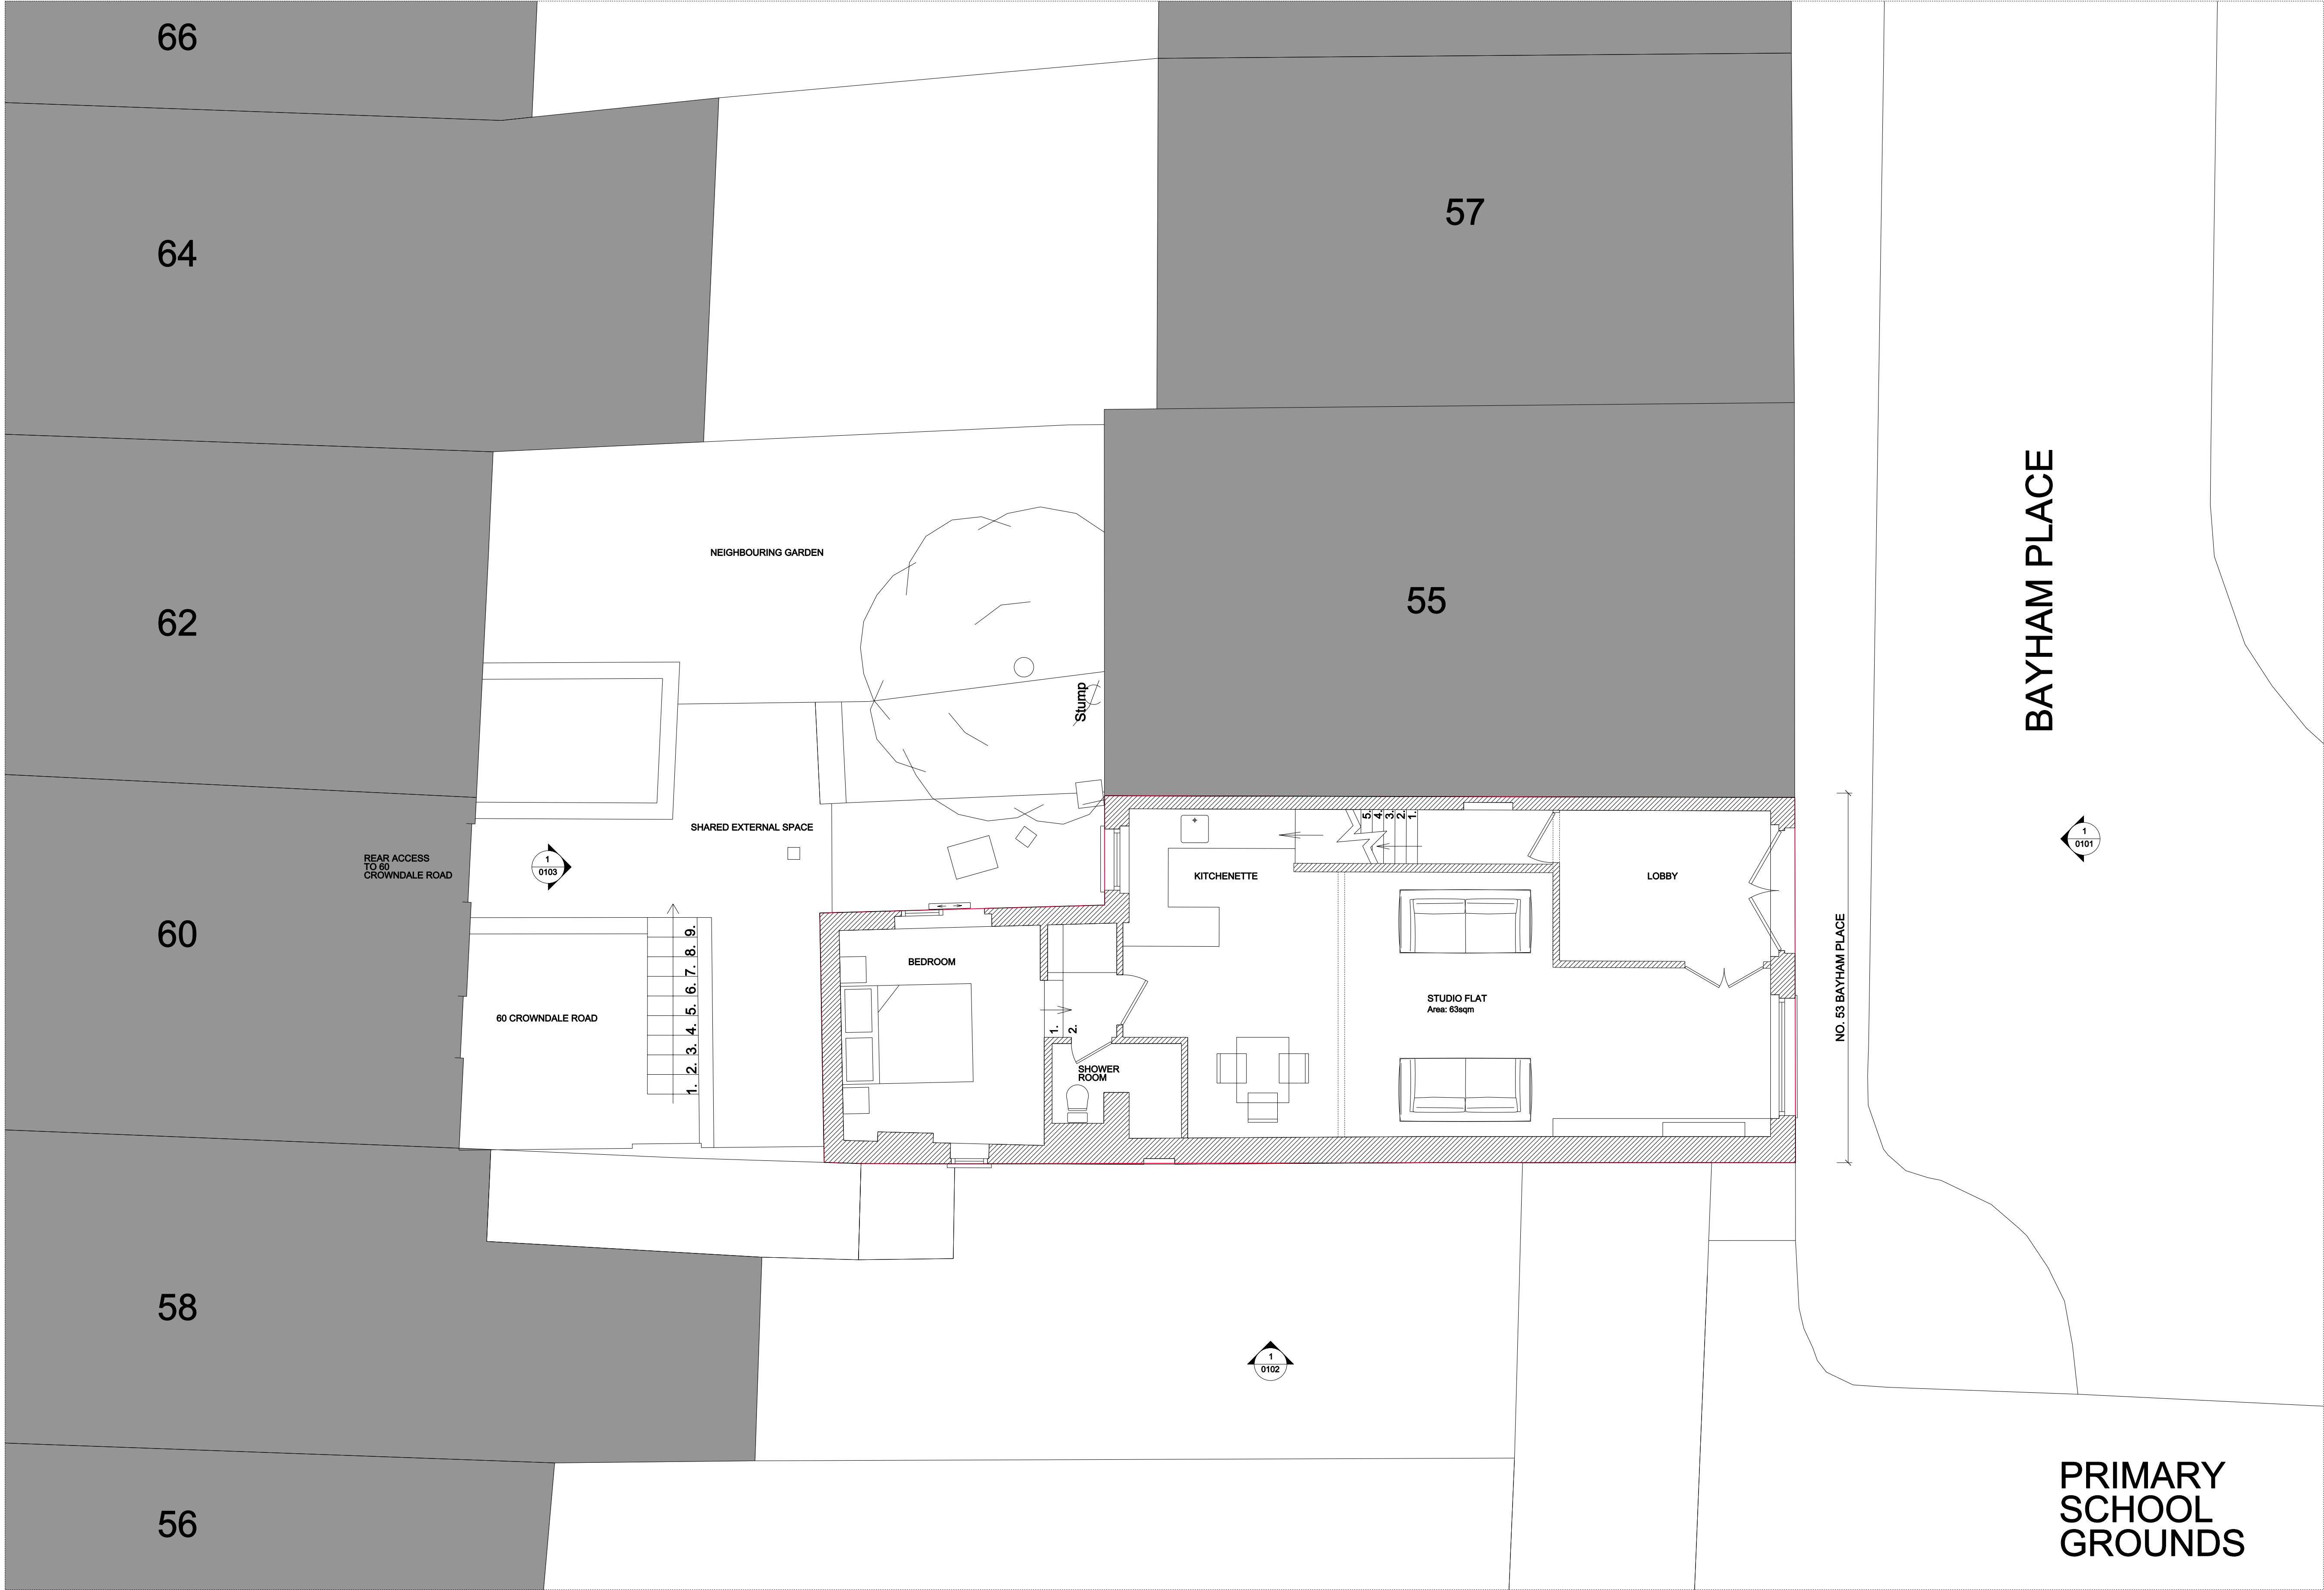 66
57
64
BAYHAM PLACE
NEIGHBOURING GARDEN
55
62
Stump
SHARED EXTERNAL SPACE
5.
4.
3.
2.
1.
1
0101
REAR ACCESS
TO 60
CROWNDALE ROAD
1
0103
KITCHENETTE
LOBBY
60
BEDROOM
NO. 53 BAYHAM PLACE
STUDIO FLAT
Area: 63sqm
60 CROWNDALE ROAD
1. 2. 3. 4. 5. 6. 7. 8. 9.
1.
2.
SHOWER
ROOM
58
1
0102
56
PRIMARY
SCHOOL
GROUNDS